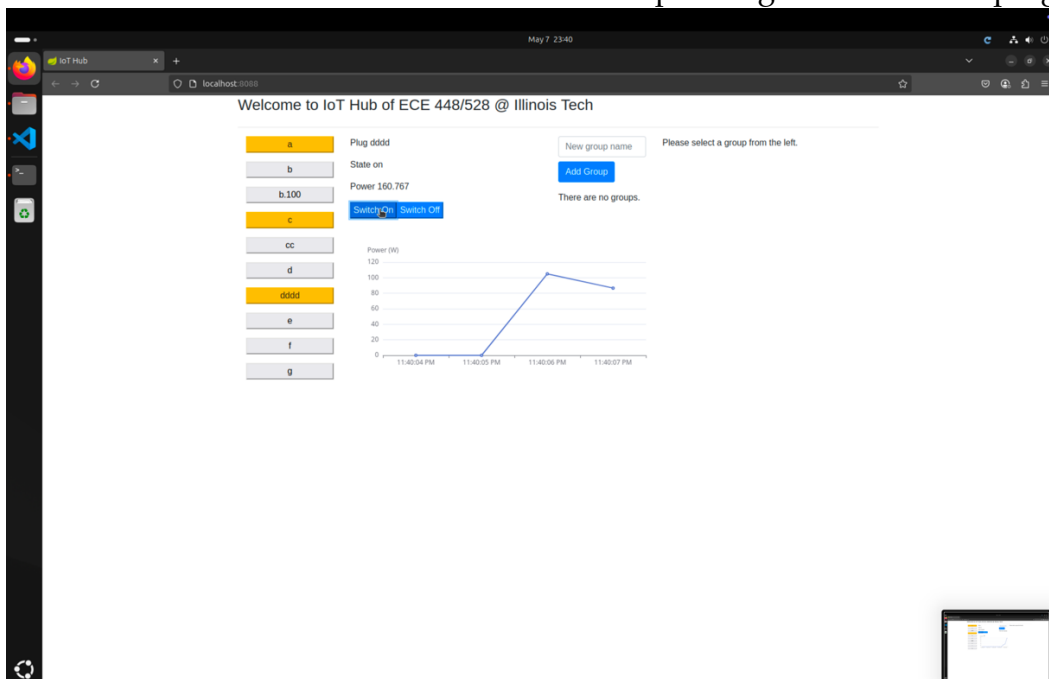 May 7 23:40
IoT Hub
localhost:8088
Welcome to IoT Hub of ECE 448/528 @ Illinois Tech
a
b
b.100
c
cc
d
dddd
e
f
g
Plug dddd
State on
Power 160.767
Switch On Switch Off
Power (W)
120
100
80
60
40
20
0
11:40:04 PM 11:40:05 PM 11:40:06 PM 11:40:07 PM
New group name
Add Group
There are no groups.
Please select a group from the left.